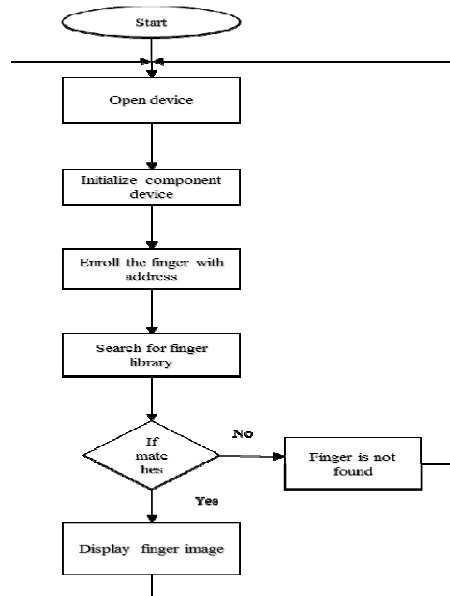 Start
Open device
Initialize component
device
Enroll the finger with
address
Search for finger
library
If
matc
hes
No
Finger is not
found
Yes
Display finger image